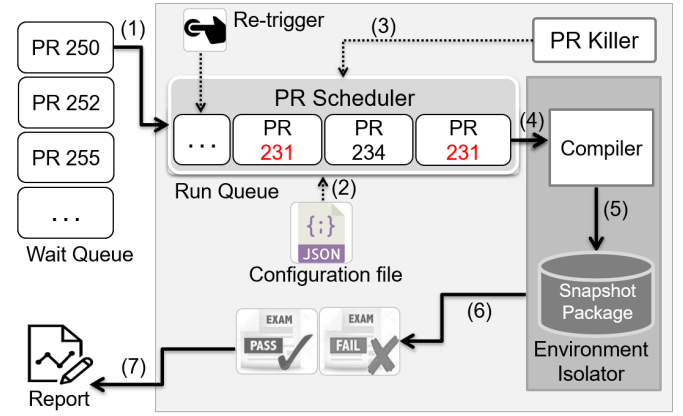 PR 250
PR 252
PR 255
...
Wait Queue
(1)
Re-trigger
(3)
PR Killer
PR Scheduler
...
PR
231
PR
234
PR
231
Run Queue
(2)
{;}
JSON
Configuration file
(4)
Compiler
(5)
Snapshot
Package
Environment
Isolator
(6)
EXAM
PASS
EXAM
FAIL
(7)
Report